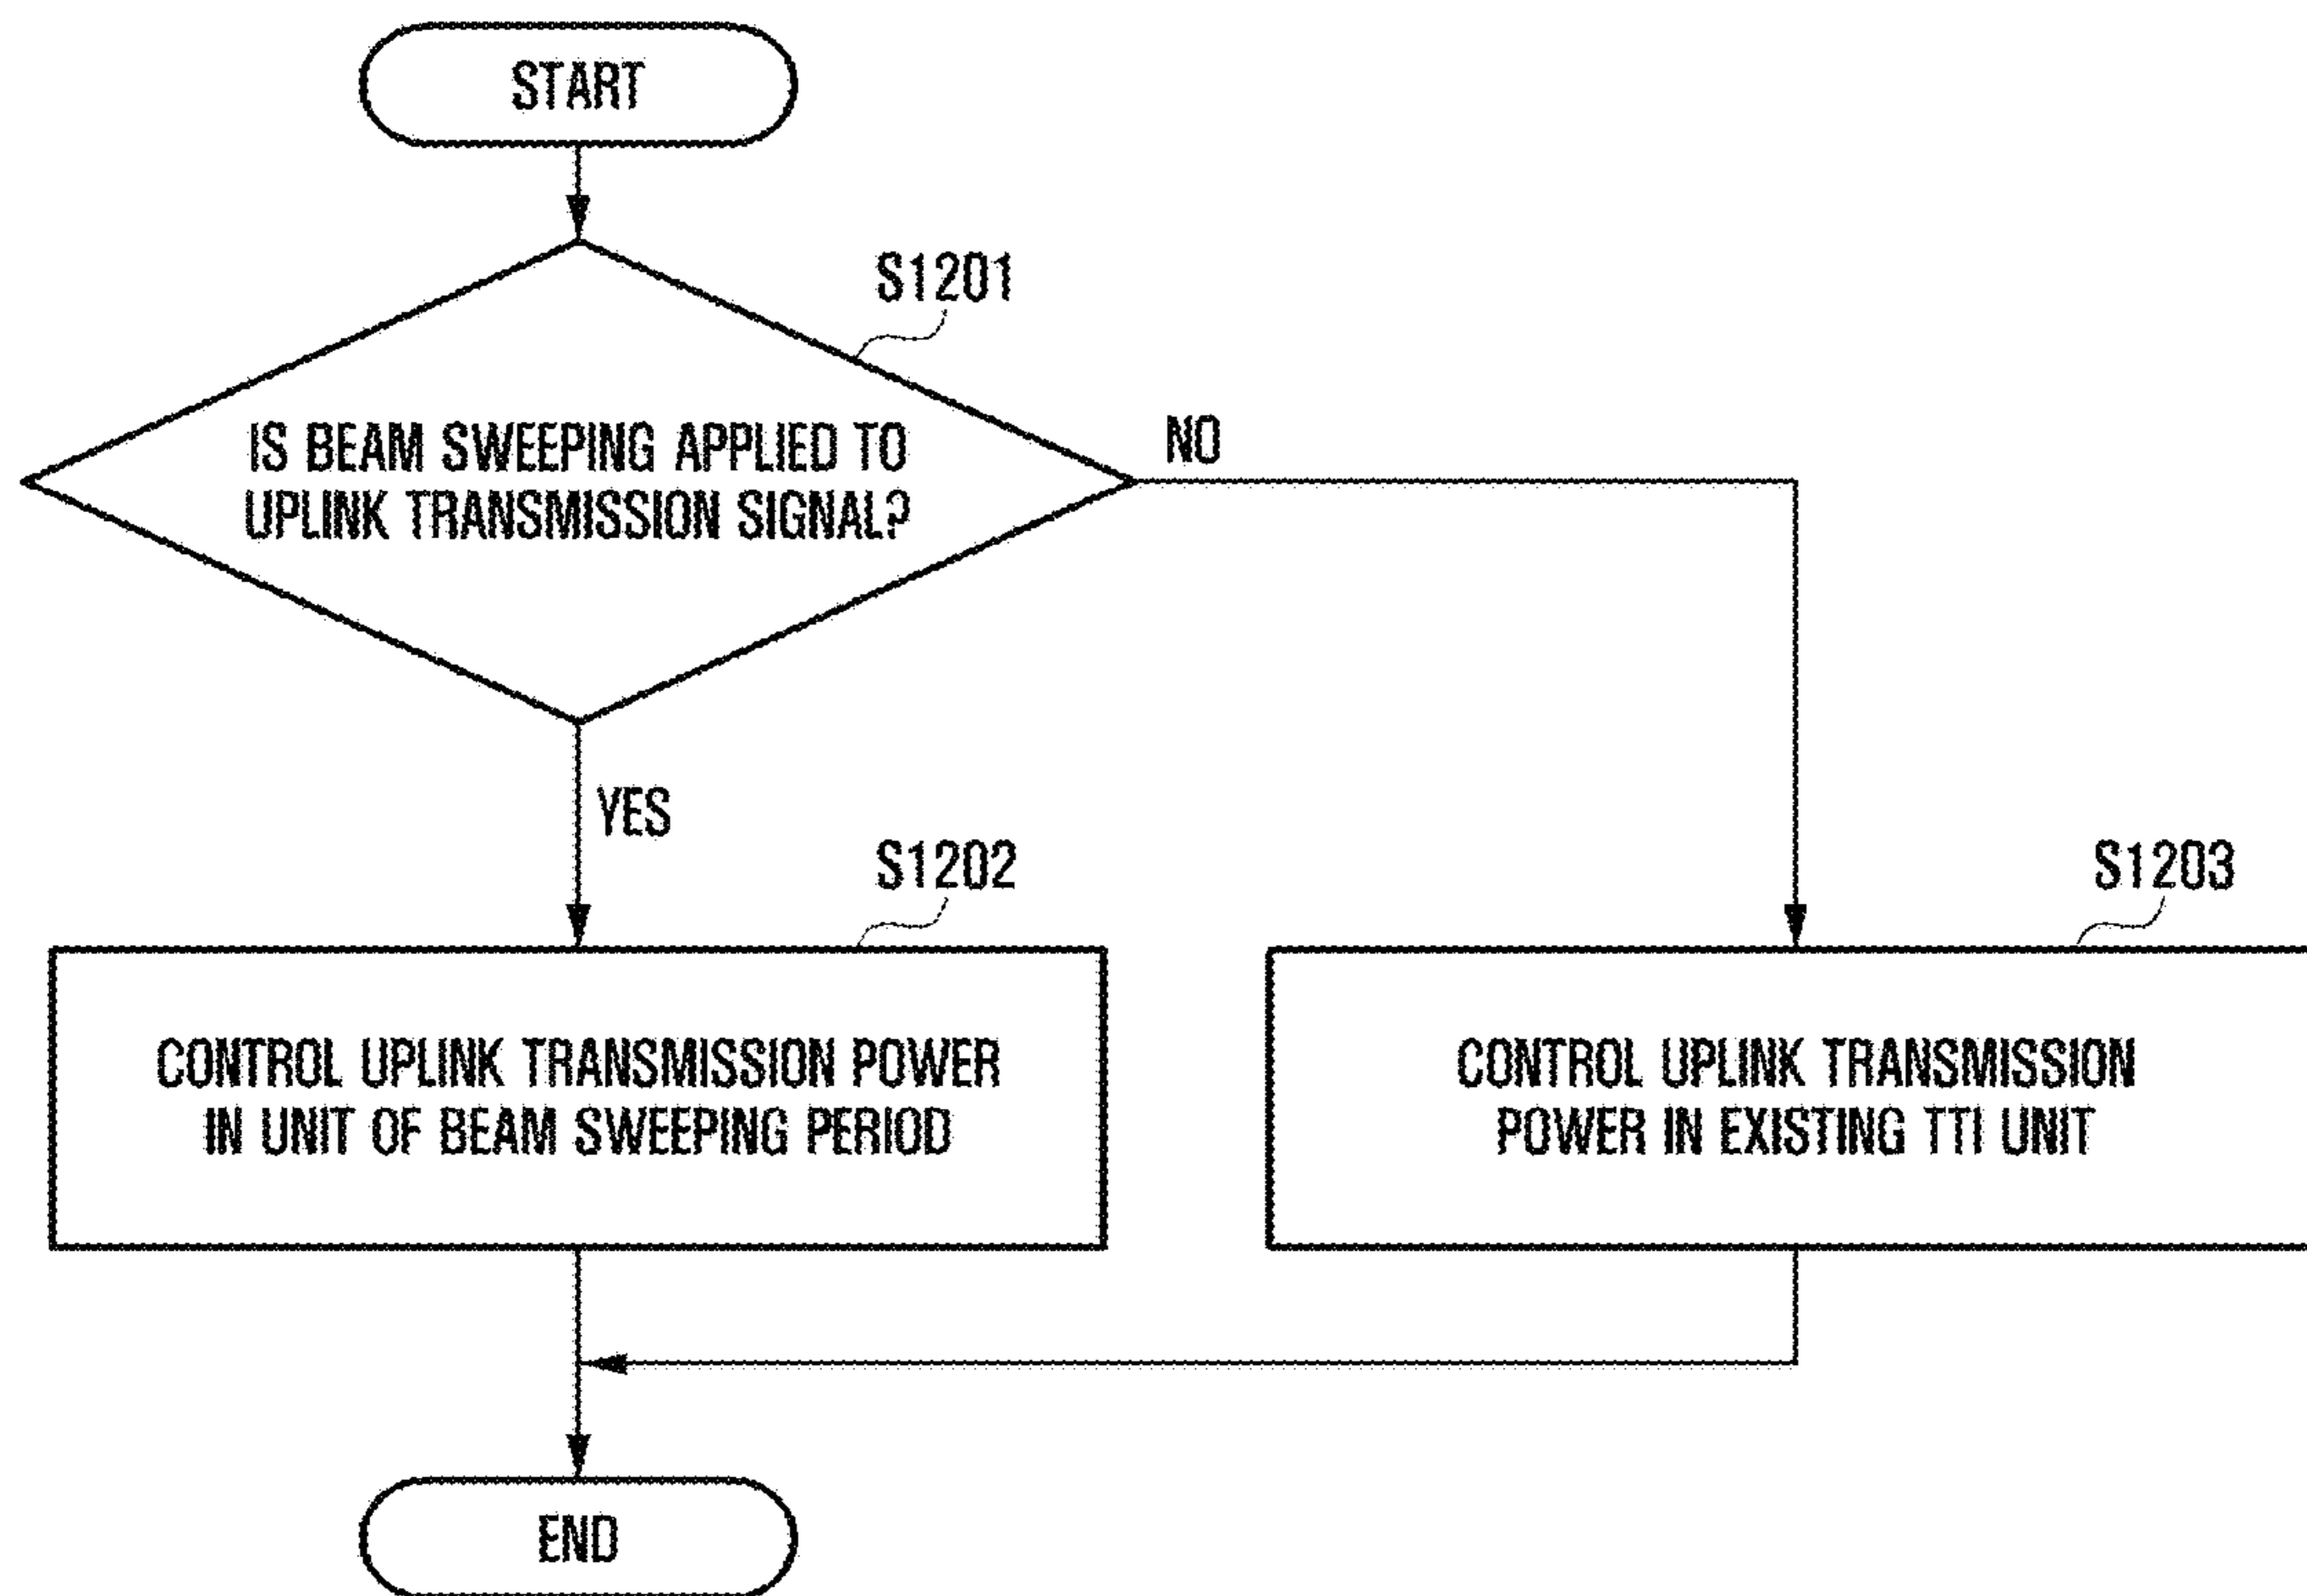 START
S1201
IS BEAM SWEEPING APPLIED TO
UPLINK TRANSMISSION SIGNAL?
NO
YES
S1202
S1203
CONTROL UPLINK TRANSMISSION POWER
IN UNIT OF BEAM SWEEPING PERIOD
CONTROL UPLINK TRANSMISSION
POWER IN EXISTING TTI UNIT
END